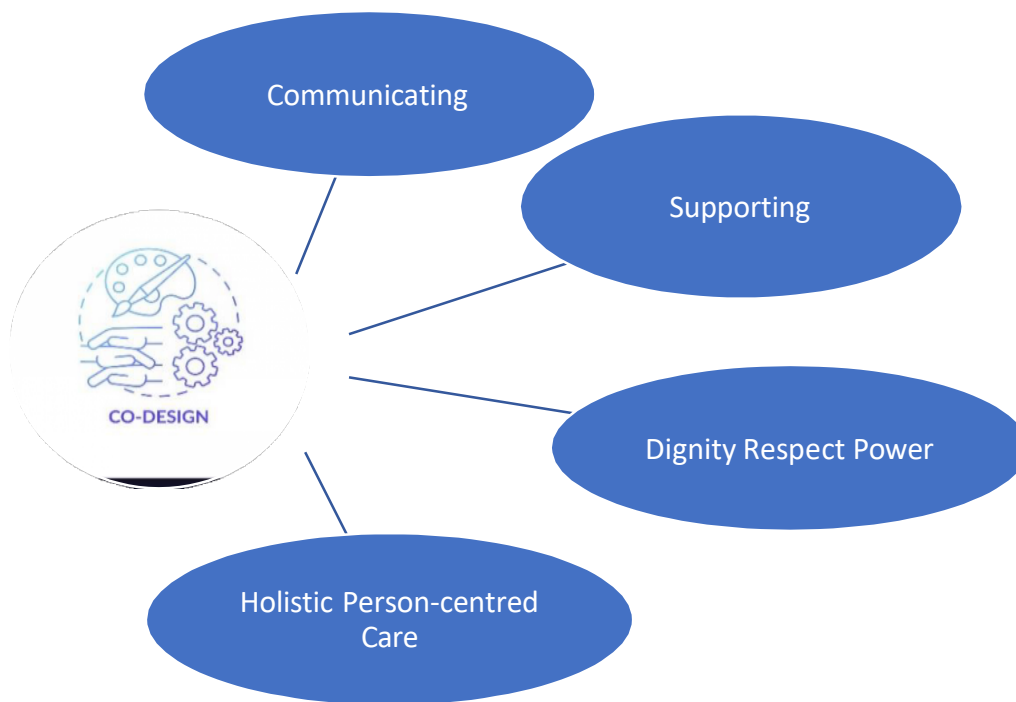 Communicating
Supporting
CO-DESIGN
Dignity Respect Power
Holistic Person-centred
Care